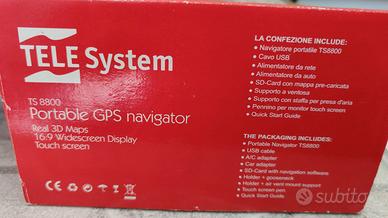 TELE System
TS 8800
Portable GPS navigator
Real 3D Maps
16:9 Widescreen Display
Touch screen
LA CONFEZIONE INCLUDE:
• Navigatore portatile TS8800
• Cavo USB
• Alimentatore da rete
• Alimentatore da auto
• SD-Card con mappa pre-caricata
• Supporto a ventosa
• Supporto con staffa per presa d'aria
• Pennino per monitor touch screen
• Quick Start Guide
THE PACKAGING INCLUDES:
• Portable Navigator TS8800
• USB cable
• A/C adapter
• Car adapter
• SD-Card with navigation software
• Holder + gooseneck
• Holder + air vent mount support
• Touch screen pen
• Quick Start Guide
CE
subito